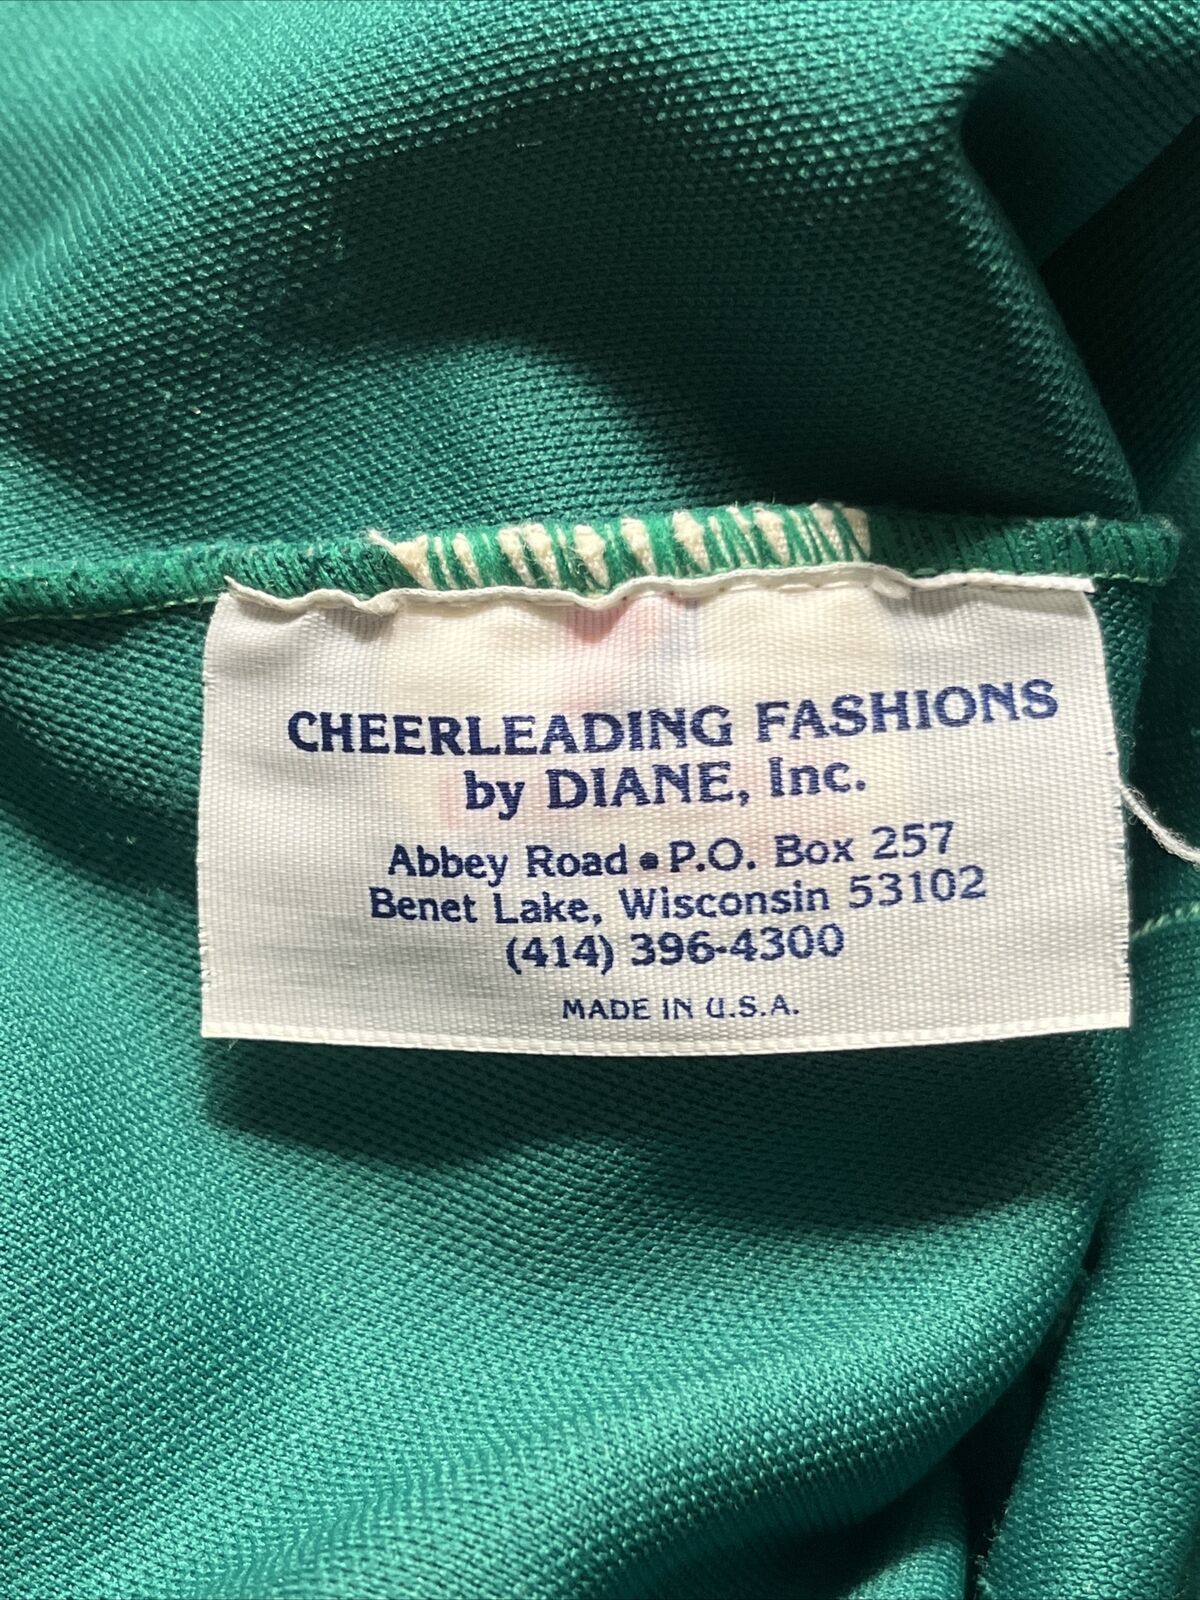 CHEERLEADING FASHIONS
by DIANE, Inc.
Abbey Road • P.O. Box 257
Benet Lake, Wisconsin 53102
(414) 396-4300
MADE IN U.S.A.